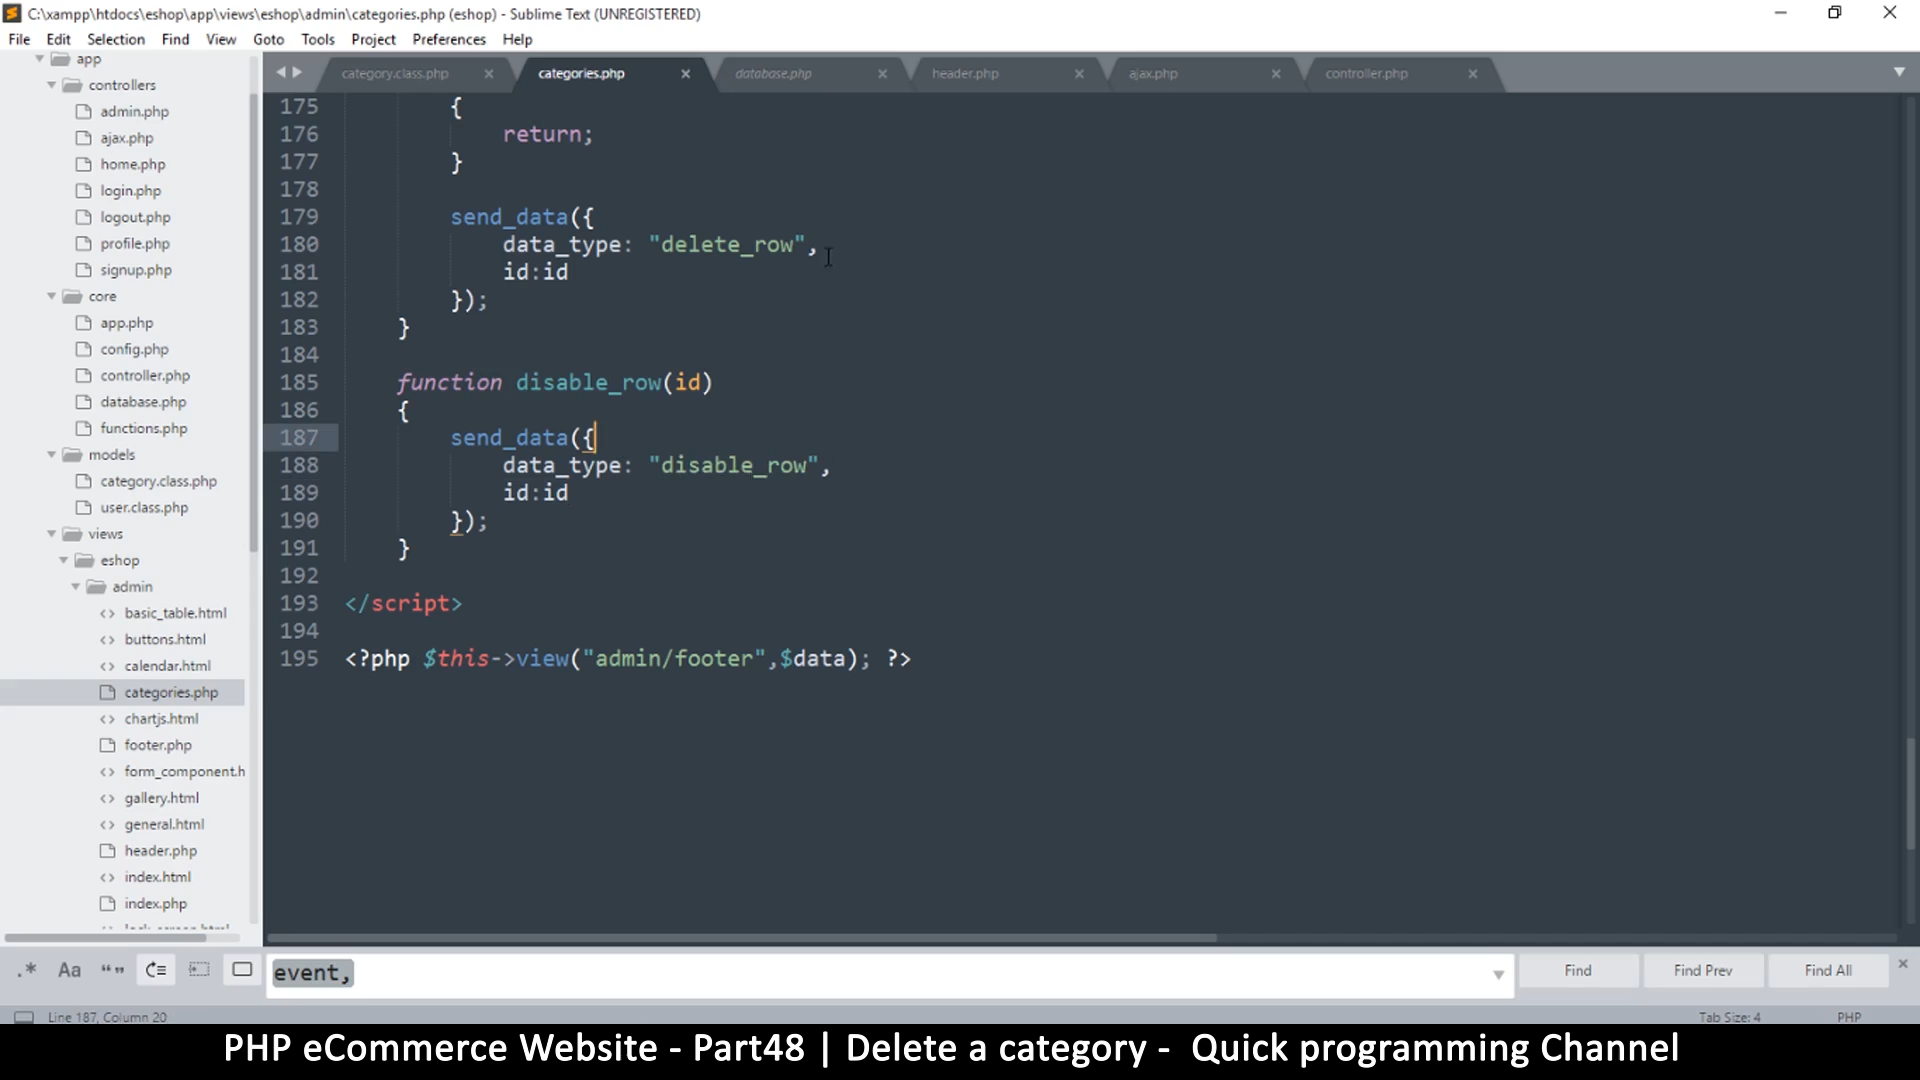 C:\xampp\htdocs\eshop\app\views\eshop\admin\categories.php (eshop) - Sublime Text (UNREGISTERED)
File Edit Selection Find View Goto Tools Project Preferences Help
app
controllers
admin.php
ajax.php
home.php
login.php
logout.php
profile.php
signup.php
core
app.php
config.php
controller.php
database.php
functions.php
models
category.class.php
user.class.php
views
eshop
admin
basic_table.html
buttons.html
calendar.html
categories.php
chartjs.html
footer.php
form_component.h
gallery.html
general.html
header.php
index.html
index.php
category.class.php categories.php database.php header.php ajax.php controller.php
175 {
176 return;
177 }
178
179 send_data({
180 data_type: "delete_row",
181 id:id
182 });
183 }
184
185 function disable_row(id)
186 {
187 send_data({
188 data_type: "disable_row",
189 id:id
190 });
191 }
192
193 </script>
194
195 <?php $this->view("admin/footer",$data); ?>
.* Aa “” event, Find Find Prev Find All
Line 187, Column 20 Tab Size: 4 PHP
PHP eCommerce Website - Part48 | Delete a category - Quick programming Channel